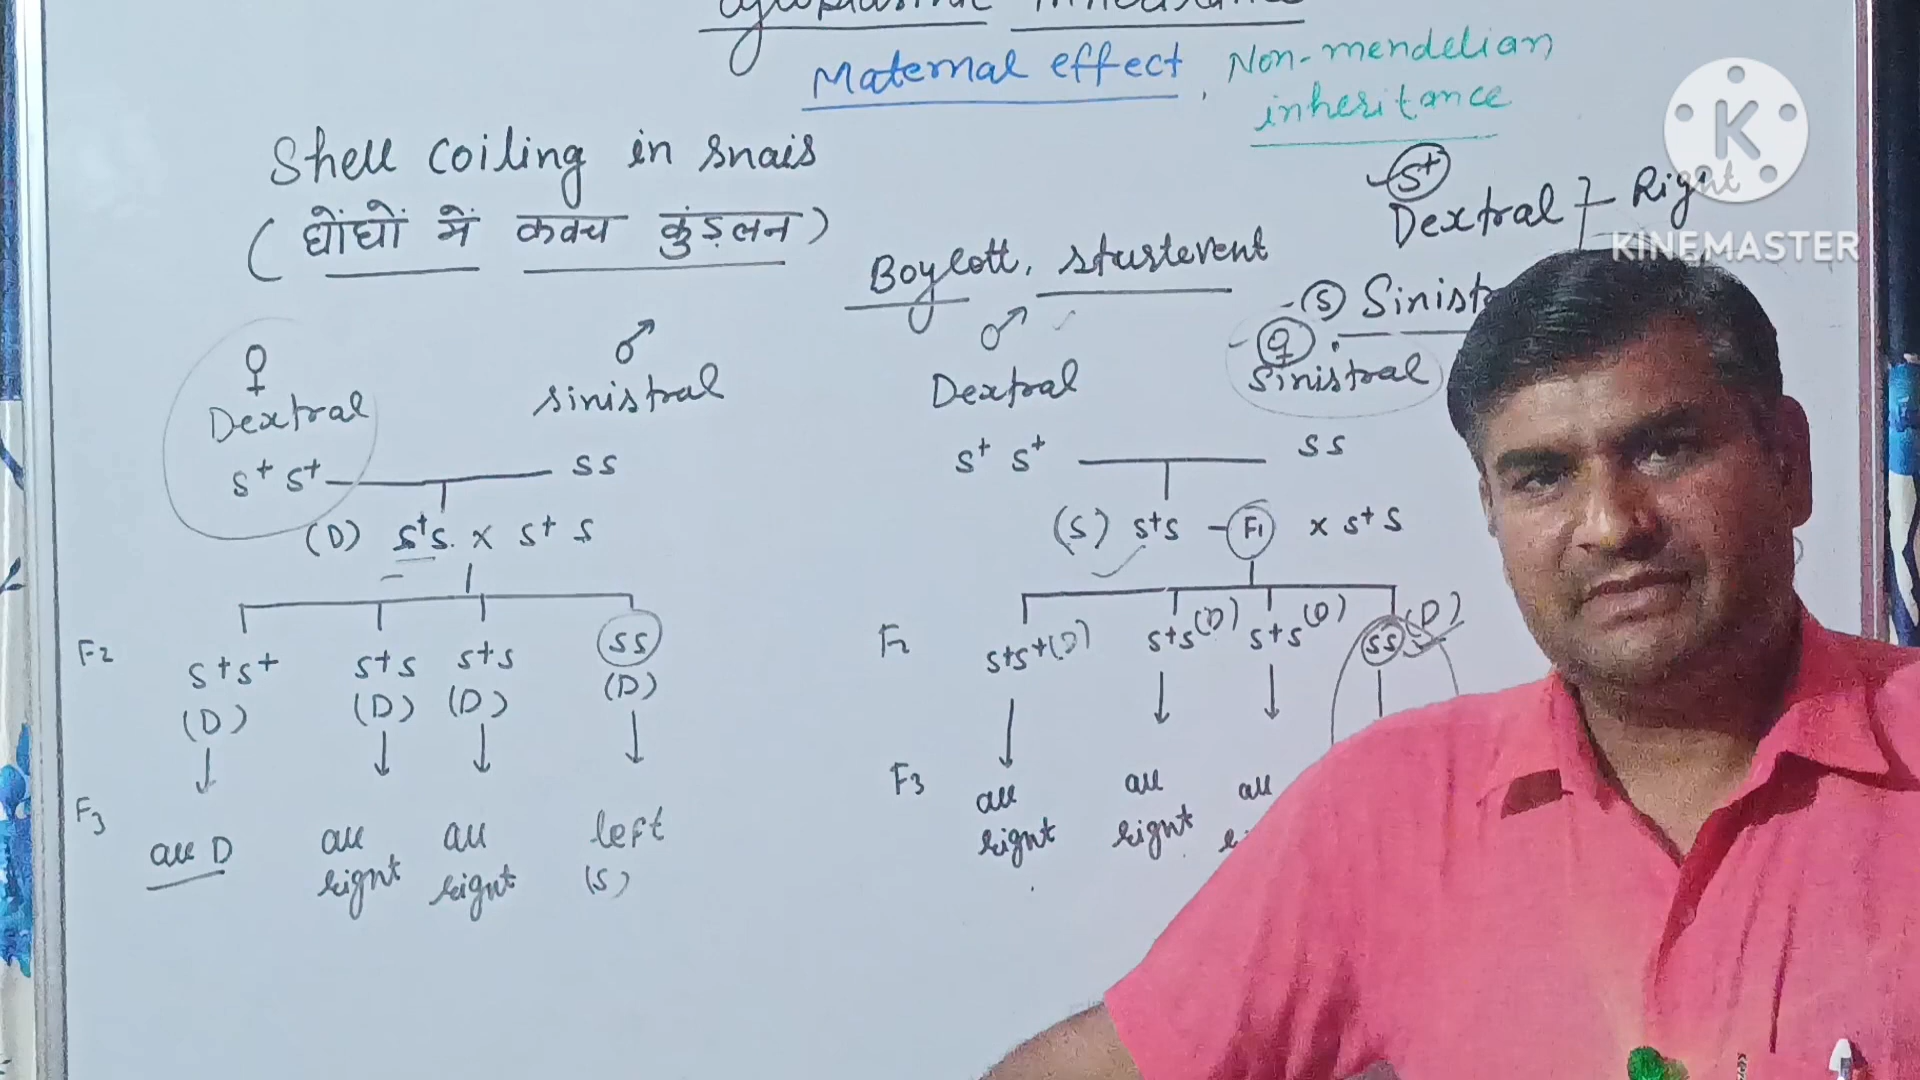 Maternal effect, Non-mendelian
inheritance
Shell coiling in snais
(घोंघों में कवच कुंडलन)
Boycott, sturtevent
s+
Dextral } - Right
KINEMASTER
K
- (s) Sinist
♀ ♂
Dextral sinistral
s+ s+ ss
(D) s+s. x s+ s
F2
s+s+ s+s s+s ss
(D) (D) (D) (D)
F3
all D all right all right left (S)
♂ ♀
Dextral Sinistral
s+ s+ ss
(S) s+s - F1 x s+ s
F2
s+s+(D) s+s(D) s+s(D) ss(D)
F3
all right all right all